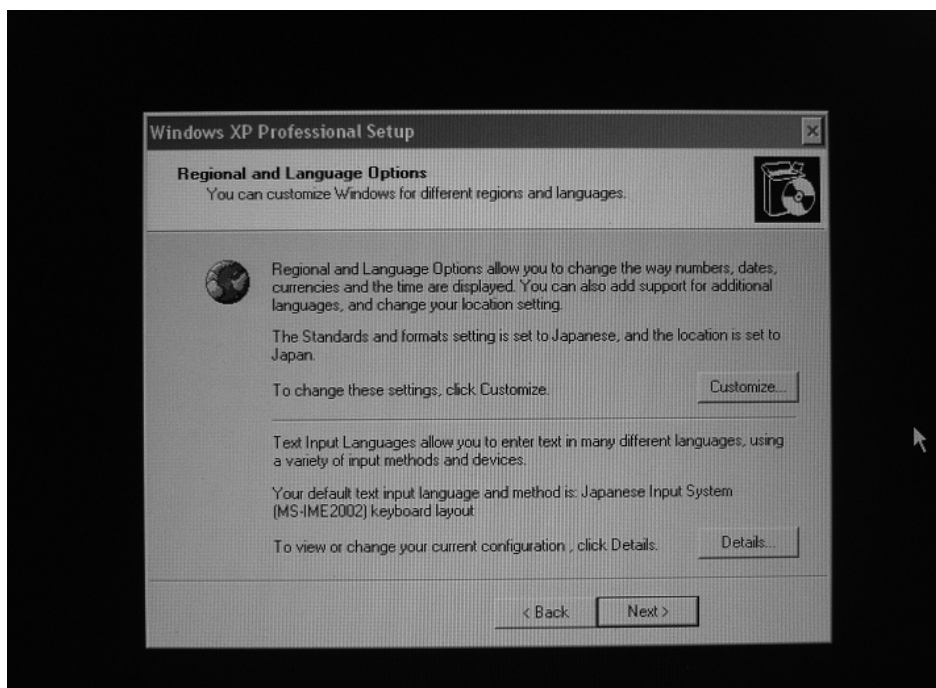 Windows XP Professional Setup
Regional and Language Options
You can customize Windows for different regions and languages.
Regional and Language Options allow you to change the way numbers, dates,
currencies and the time are displayed. You can also add support for additional
languages, and change your location setting.
The Standards and formats setting is set to Japanese, and the location is set to
Japan.
To change these settings, click Customize.
Customize...
Text Input Languages allow you to enter text in many different languages, using
a variety of input methods and devices.
Your default text input language and method is: Japanese Input System
(MS-IME2002) keyboard layout
To view or change your current configuration , click Details.
Details...
< Back
Next >